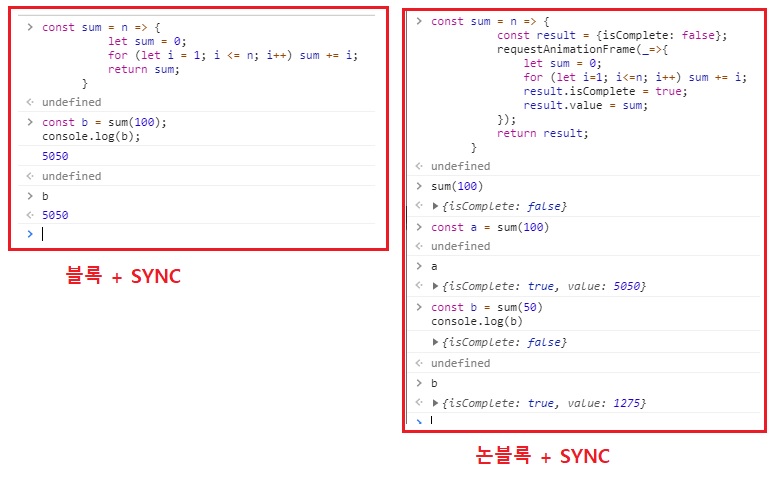 > const sum = n => {
let sum = 0;
for (let i = 1; i <= n; i++) sum += i;
return sum;
}
undefined
> const b = sum(100);
console.log(b);
5050
undefined
> b
5050
>
블록 + SYNC
> const sum = n => {
const result = {isComplete: false};
requestAnimationFrame(_=>{
let sum = 0;
for (let i=1; i<=n; i++) sum += i;
result.isComplete = true;
result.value = sum;
});
return result;
}
undefined
> sum(100)
▶{isComplete: false}
> const a = sum(100)
undefined
> a
▶{isComplete: true, value: 5050}
> const b = sum(50)
console.log(b)
▶{isComplete: false}
undefined
> b
▶{isComplete: true, value: 1275}
>
논블록 + SYNC